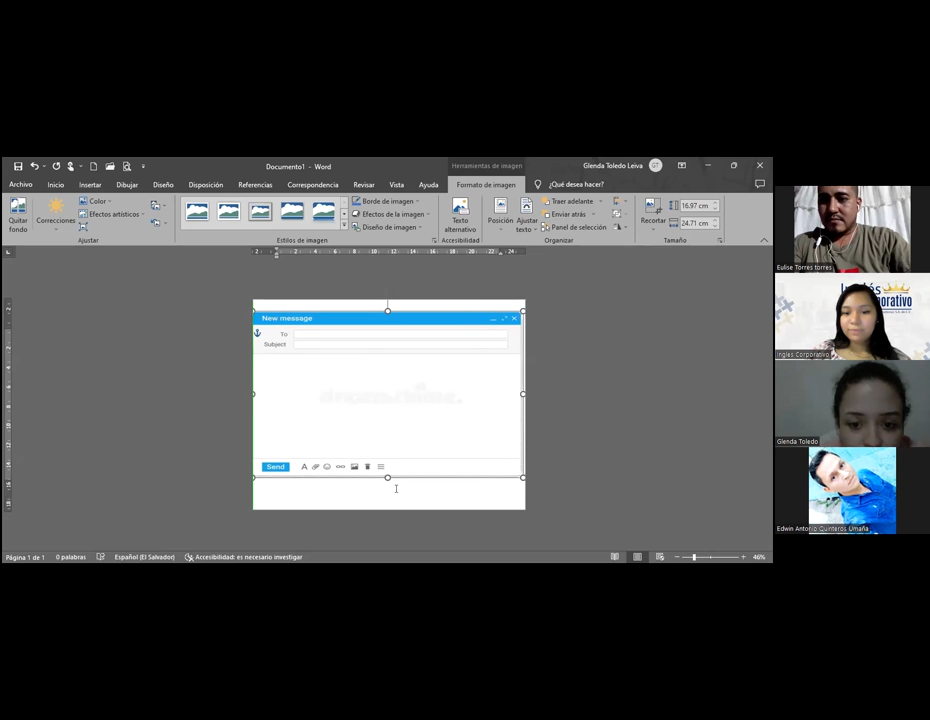 Documento1 - Word
Herramientas de imagen
Glenda Toledo Leiva
GT
Archivo Inicio Insertar Dibujar Diseño Disposición Referencias Correspondencia Revisar Vista Ayuda Formato de imagen ¿Qué desea hacer?
Quitar fondo
Correcciones
Color
Efectos artísticos
Ajustar
Estilos de imagen
Borde de imagen
Efectos de la imagen
Diseño de imagen
Texto alternativo
Accesibilidad
Posición
Ajustar texto
Traer adelante
Enviar atrás
Panel de selección
Organizar
Recortar
16.97 cm
24.71 cm
Tamaño
New message
To
Subject
Send
Página 1 de 1 0 palabras Español (El Salvador) Accesibilidad: es necesario investigar 46%
Eulise Torres torres
Inglés Corporativo
Glenda Toledo
Edwin Antonio Quinteros Umaña